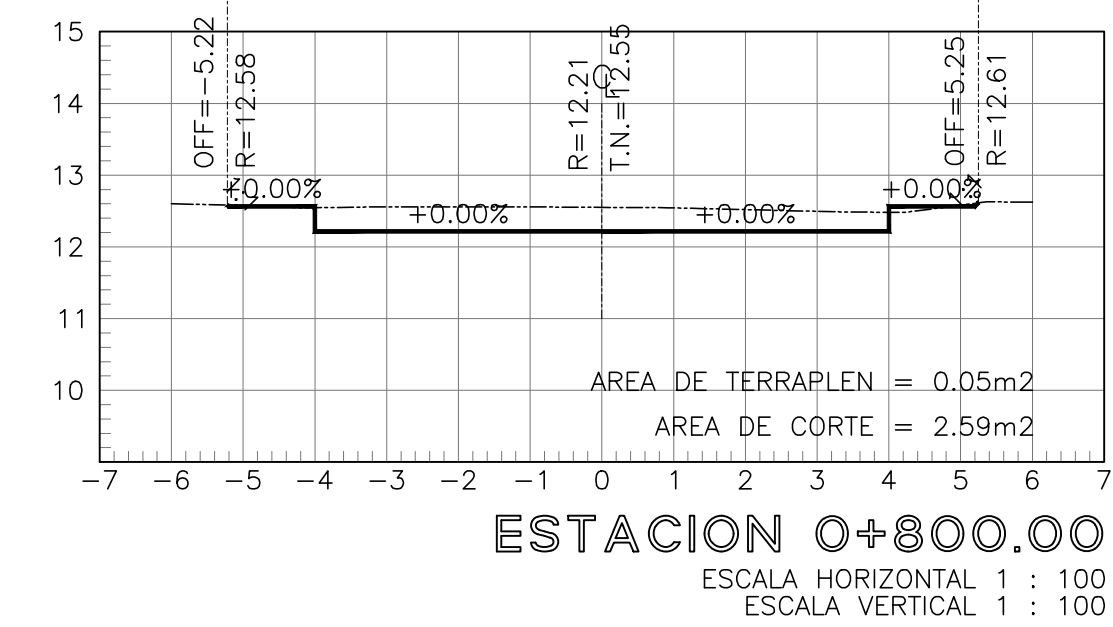 15
14
13
12
11
10
OFF=-5.22
R=12.58
R=12.21
T.N.=12.55
OFF=5.25
R=12.61
+0.00%
+0.00%
+0.00%
+0.00%
AREA DE TERRAPLEN = 0.05m2
AREA DE CORTE = 2.59m2
-7 -6 -5 -4 -3 -2 -1 0 1 2 3 4 5 6 7
ESTACION 0+800.00
ESCALA HORIZONTAL 1 : 100
ESCALA VERTICAL 1 : 100